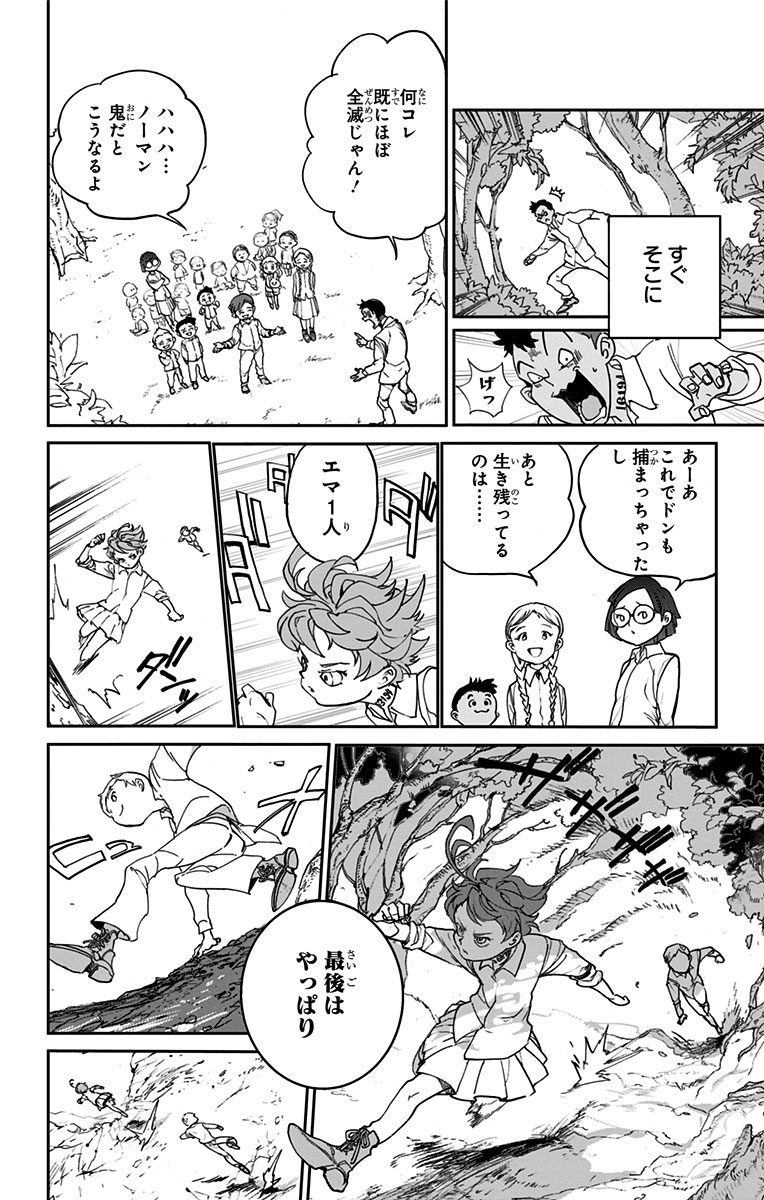 すぐ
そこに
げっ
何コレ
既にほぼ
全滅じゃん！
ハハハ…
ノーマン
鬼だと
こうなるよ
あーあ
これでドンも
捕まっちゃった
し
あと
生き残ってる
のは……
ダダダ
エマ1人
ダンッ
ザザザザ
最後は
やっぱり
ヒュオ